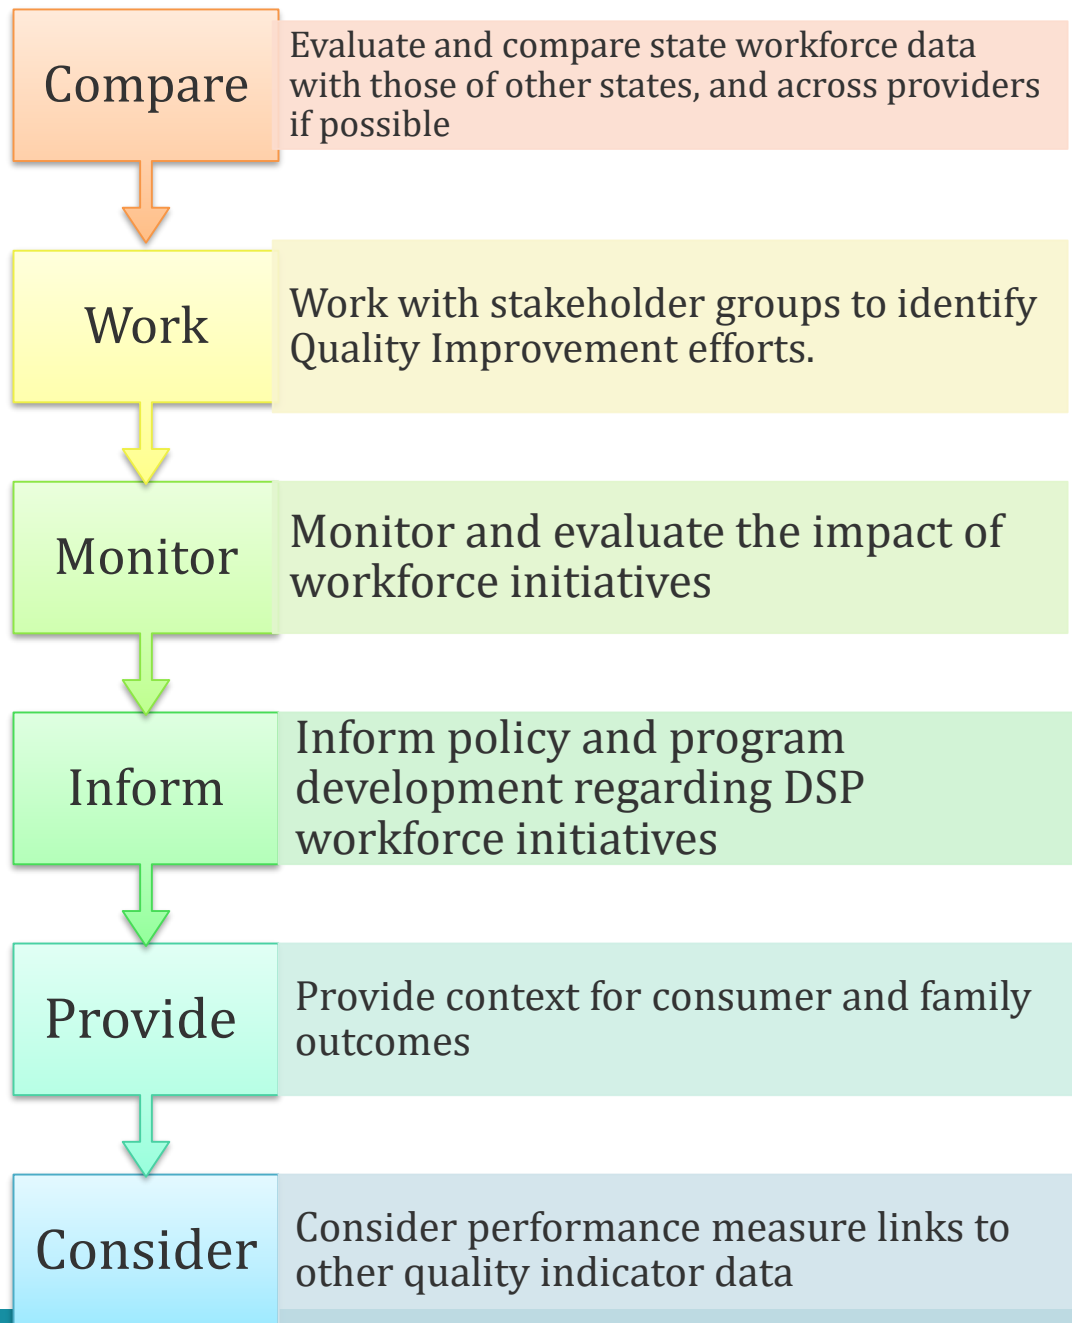 Compare
Evaluate and compare state workforce data
with those of other states, and across providers
if possible
Work
Work with stakeholder groups to identify
Quality Improvement efforts.
Monitor
Monitor and evaluate the impact of
workforce initiatives
Inform
Inform policy and program
development regarding DSP
workforce initiatives
Provide
Provide context for consumer and family
outcomes
Consider
Consider performance measure links to
other quality indicator data